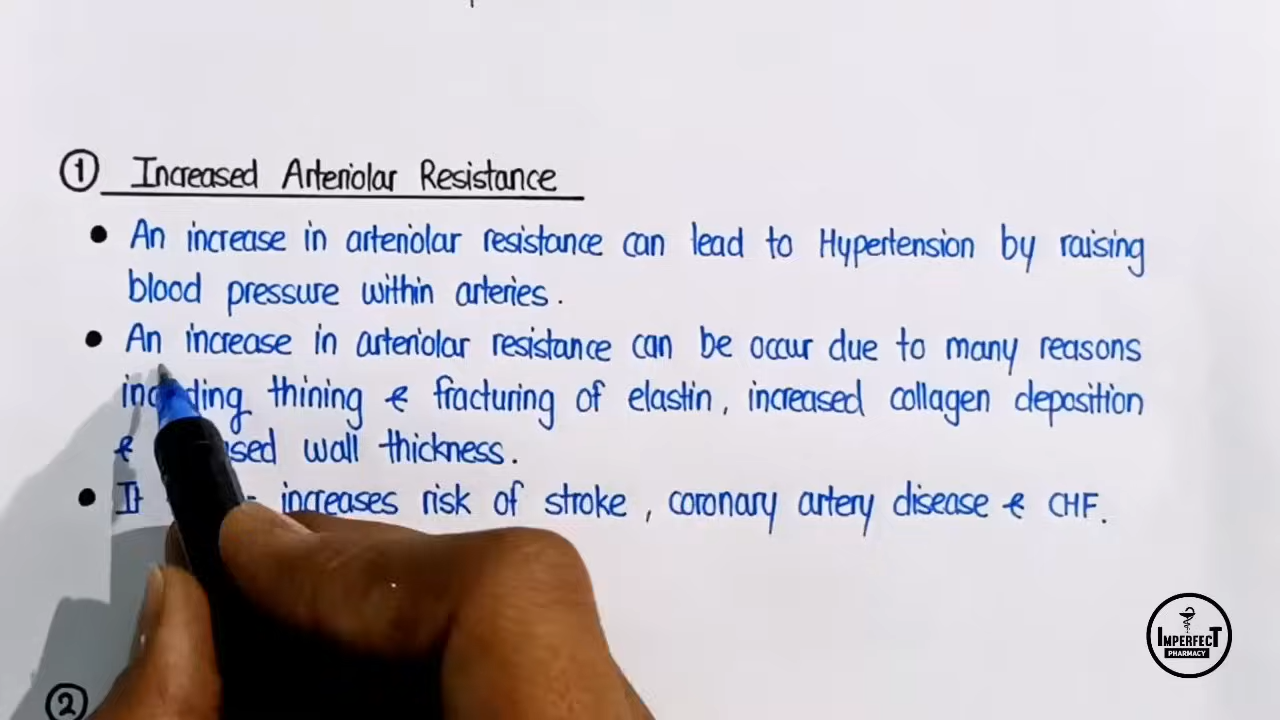 ① Increased Arteriolar Resistance
• An increase in arteriolar resistance can lead to Hypertension by raising
blood pressure within arteries.
• An increase in arteriolar resistance can be occur due to many reasons
thining & fracturing of elastin, increased collagen deposition
& wall thickness.
• It increases risk of stroke, coronary artery disease & CHF.
②
IMPERFECT
PHARMACY